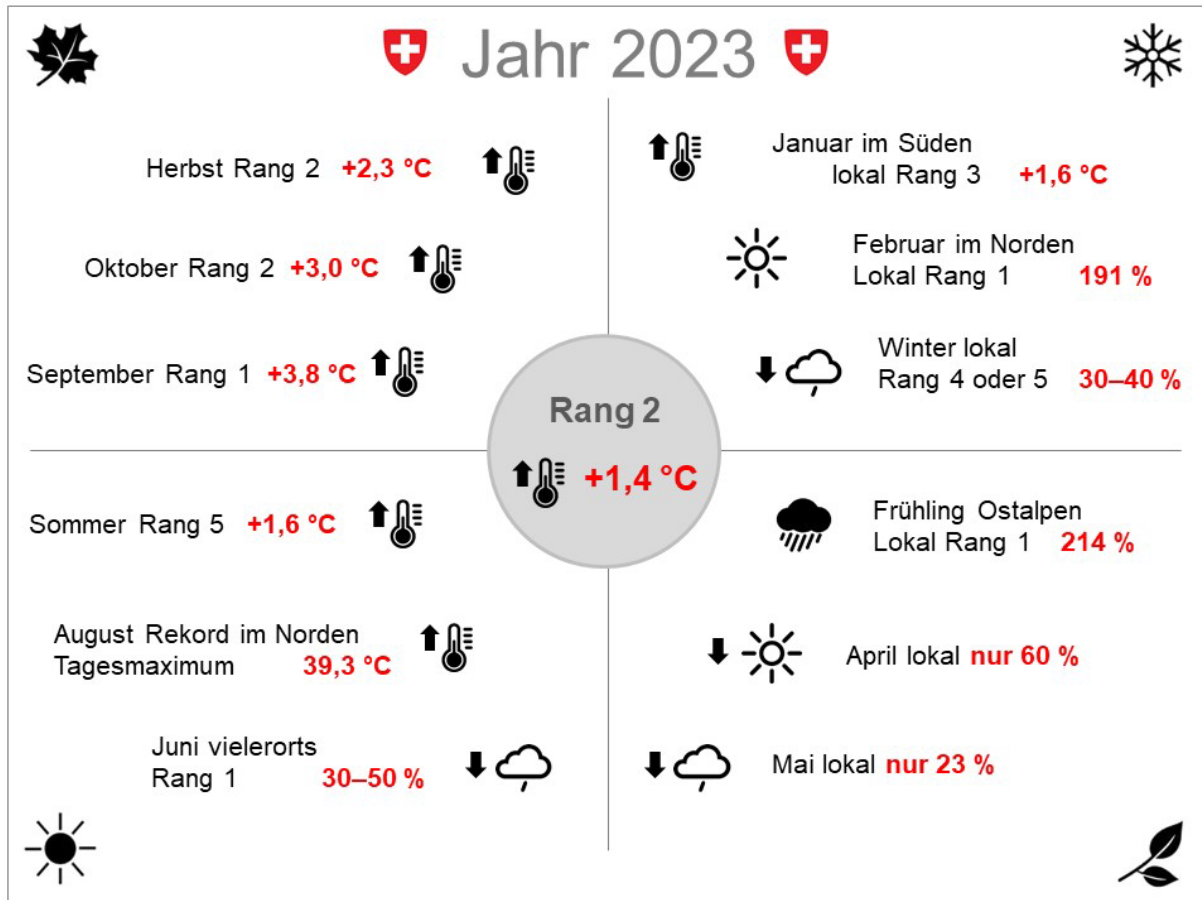 Jahr 2023
Herbst Rang 2 +2,3 °C
Oktober Rang 2 +3,0 °C
September Rang 1 +3,8 °C
Januar im Süden
lokal Rang 3 +1,6 °C
Februar im Norden
Lokal Rang 1 191 %
Winter lokal
Rang 4 oder 5 30–40 %
Rang 2
+1,4 °C
Sommer Rang 5 +1,6 °C
August Rekord im Norden
Tagesmaximum 39,3 °C
Juni vielerorts
Rang 1 30–50 %
Frühling Ostalpen
Lokal Rang 1 214 %
April lokal nur 60 %
Mai lokal nur 23 %